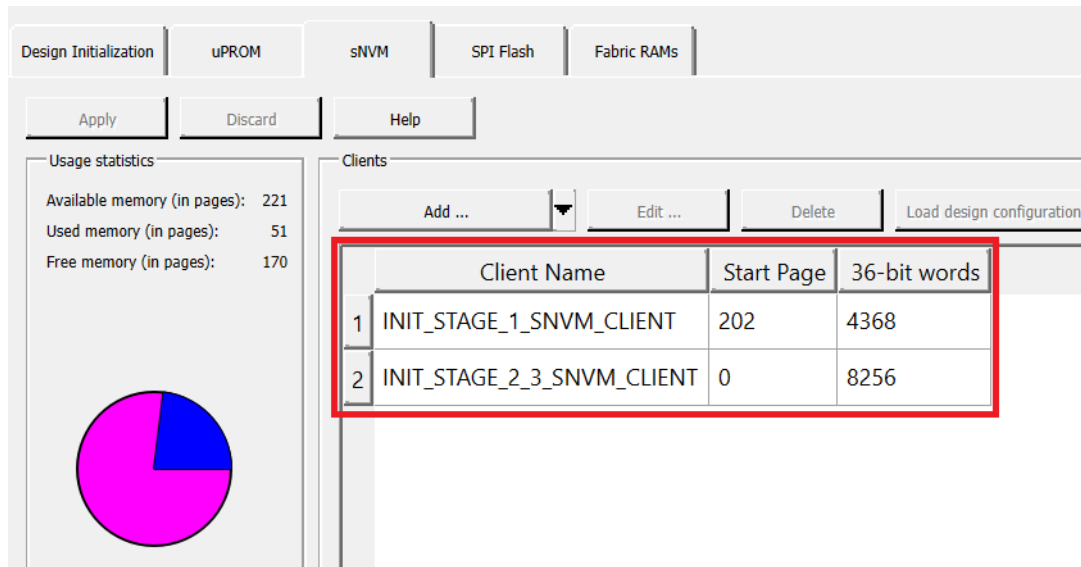 Design Initialization uPROM sNVM SPI Flash Fabric RAMs
Apply Discard Help
Usage statistics
Available memory (in pages): 221
Used memory (in pages): 51
Free memory (in pages): 170
Clients
Add ... Edit ... Delete Load design configuration
Client Name Start Page 36-bit words
1 INIT_STAGE_1_SNVM_CLIENT 202 4368
2 INIT_STAGE_2_3_SNVM_CLIENT 0 8256